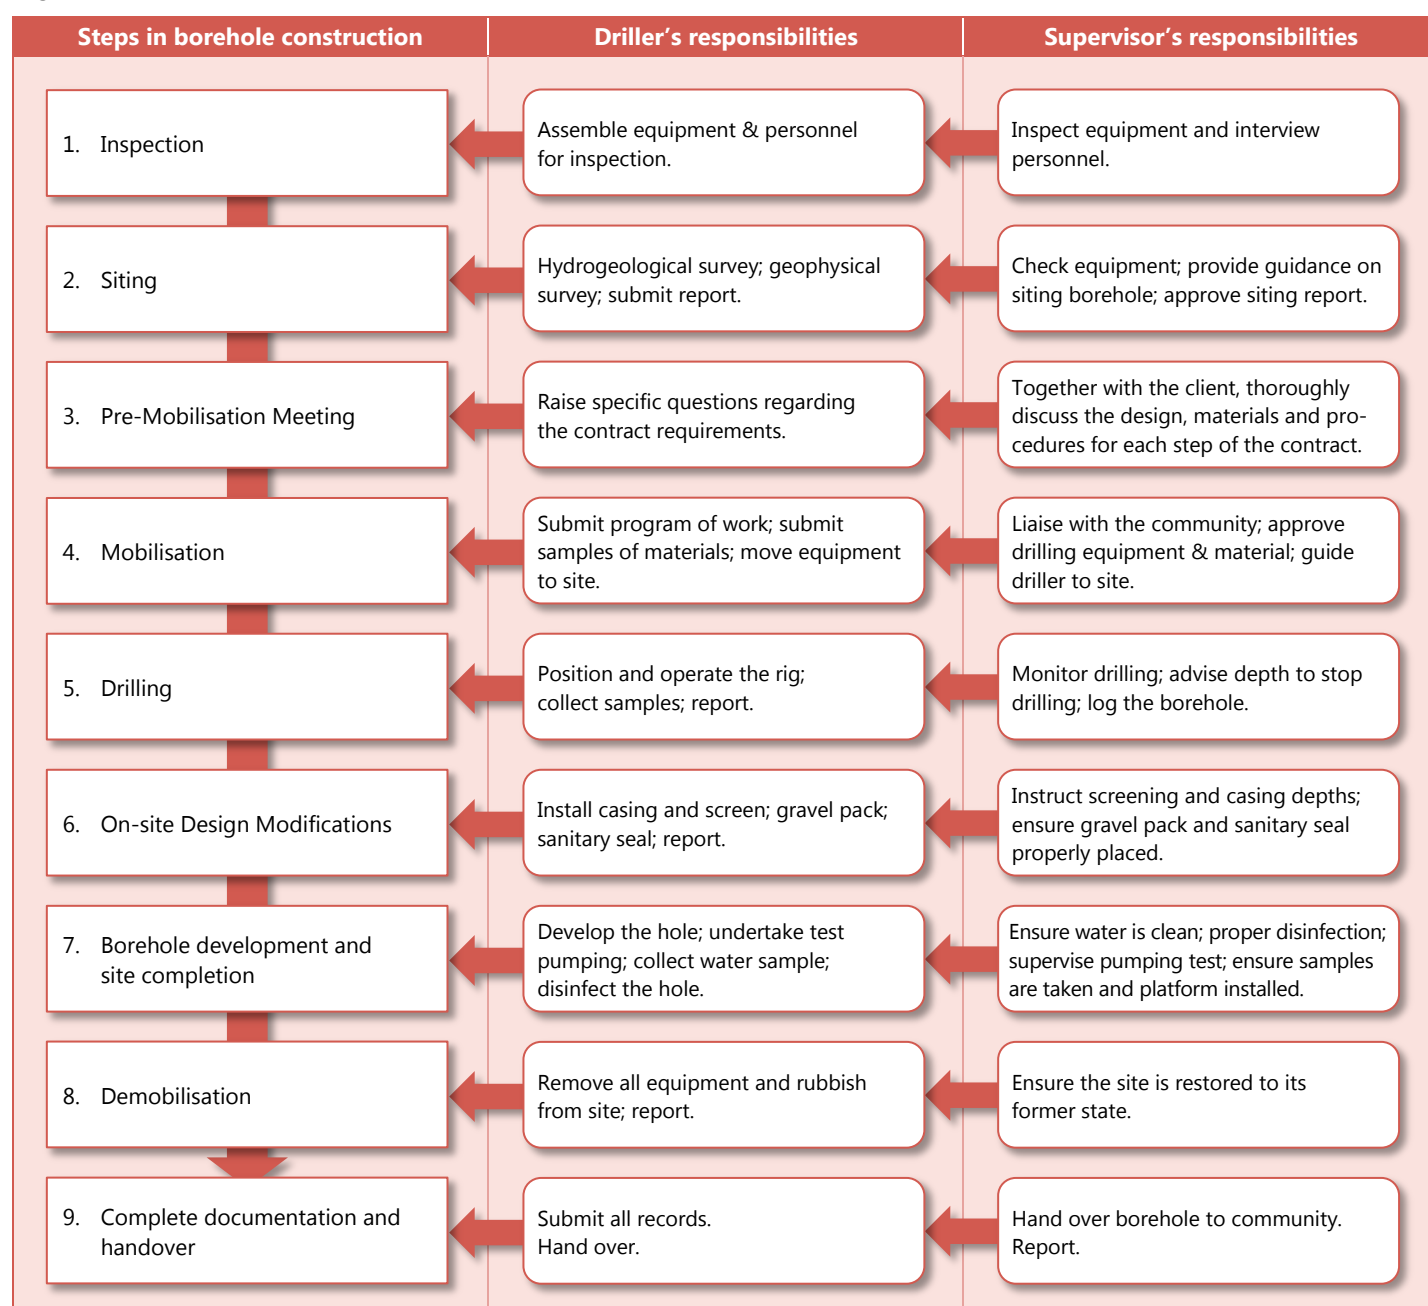 Steps in borehole construction
Driller's responsibilities
Supervisor's responsibilities
1. Inspection
Assemble equipment & personnel
for inspection.
Inspect equipment and interview
personnel.
2. Siting
Hydrogeological survey; geophysical
survey; submit report.
Check equipment; provide guidance on
siting borehole; approve siting report.
3. Pre-Mobilisation Meeting
Raise specific questions regarding
the contract requirements.
Together with the client, thoroughly
discuss the design, materials and pro-
cedures for each step of the contract.
4. Mobilisation
Submit program of work; submit
samples of materials; move equipment
to site.
Liaise with the community; approve
drilling equipment & material; guide
driller to site.
5. Drilling
Position and operate the rig;
collect samples; report.
Monitor drilling; advise depth to stop
drilling; log the borehole.
6. On-site Design Modifications
Install casing and screen; gravel pack;
sanitary seal; report.
Instruct screening and casing depths;
ensure gravel pack and sanitary seal
properly placed.
7. Borehole development and
site completion
Develop the hole; undertake test
pumping; collect water sample;
disinfect the hole.
Ensure water is clean; proper disinfection;
supervise pumping test; ensure samples
are taken and platform installed.
8. Demobilisation
Remove all equipment and rubbish
from site; report.
Ensure the site is restored to its
former state.
9. Complete documentation and
handover
Submit all records.
Hand over.
Hand over borehole to community.
Report.